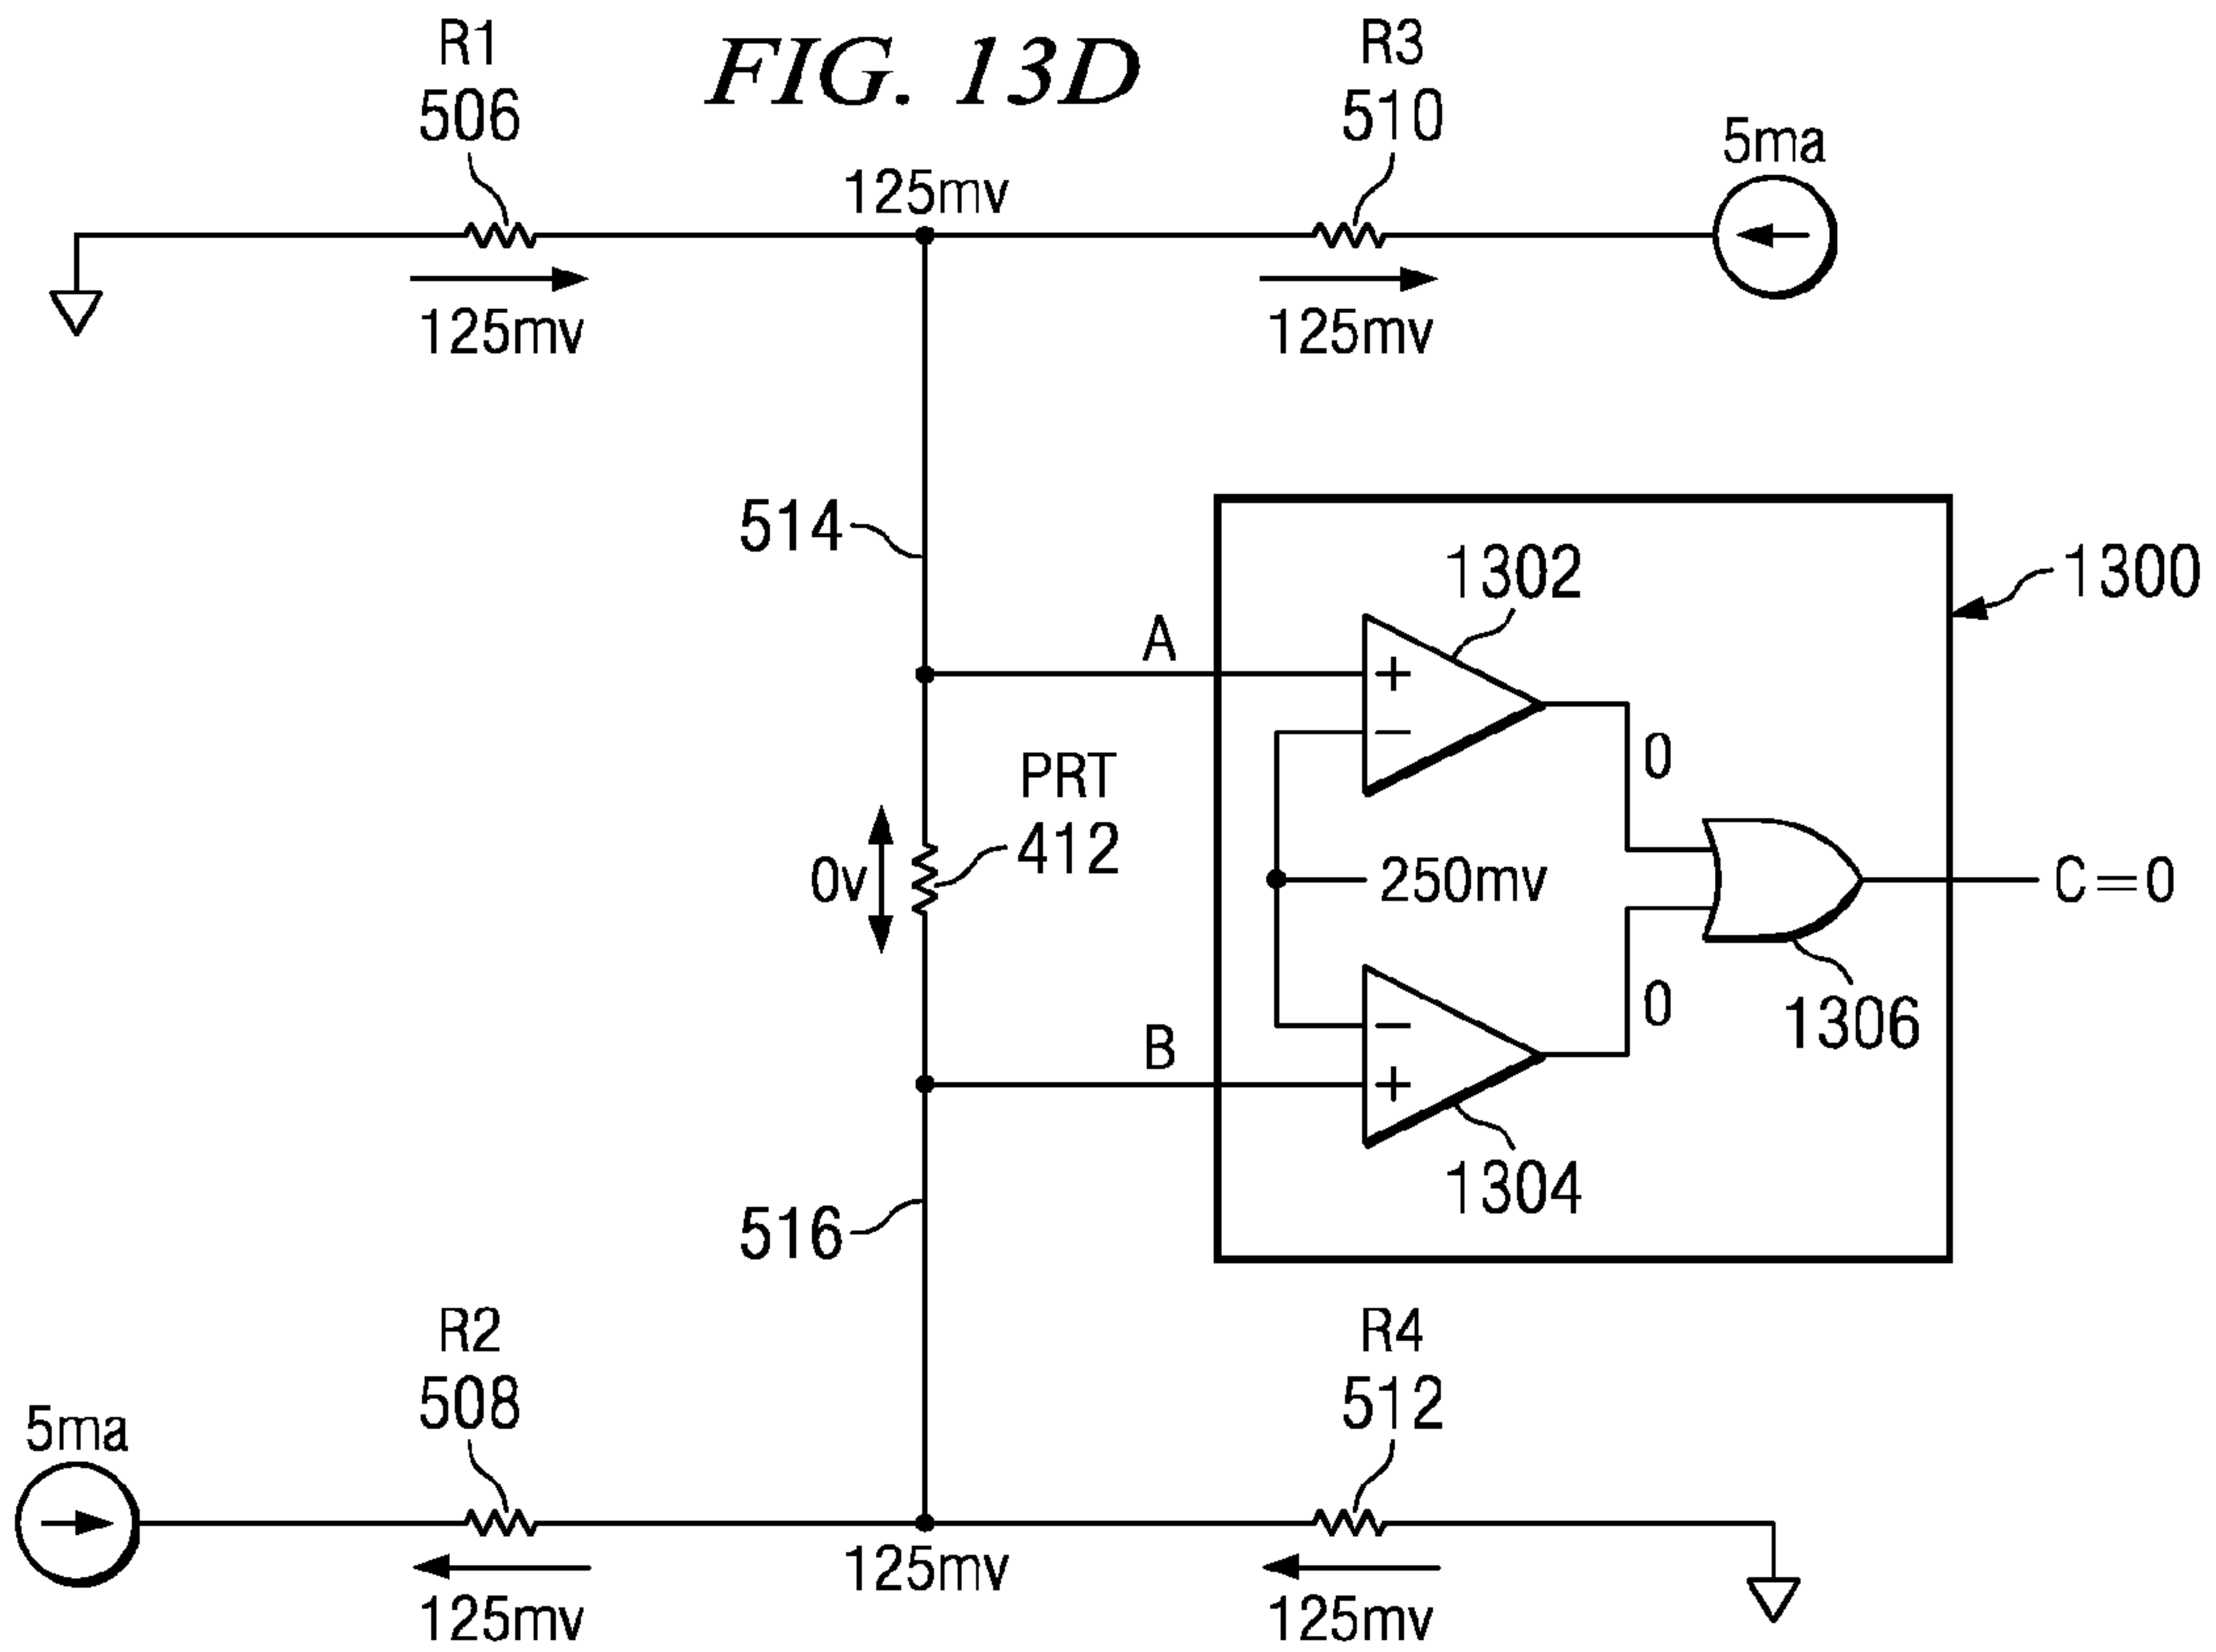 FIG. 13D
R1
506
R3
510
5ma
125mv
125mv
125mv
514
1302
1300
A
+
−
0
PRT
412
0v
250mv
C=0
−
+
0
B
1306
1304
516
R2
508
R4
512
5ma
125mv
125mv
125mv